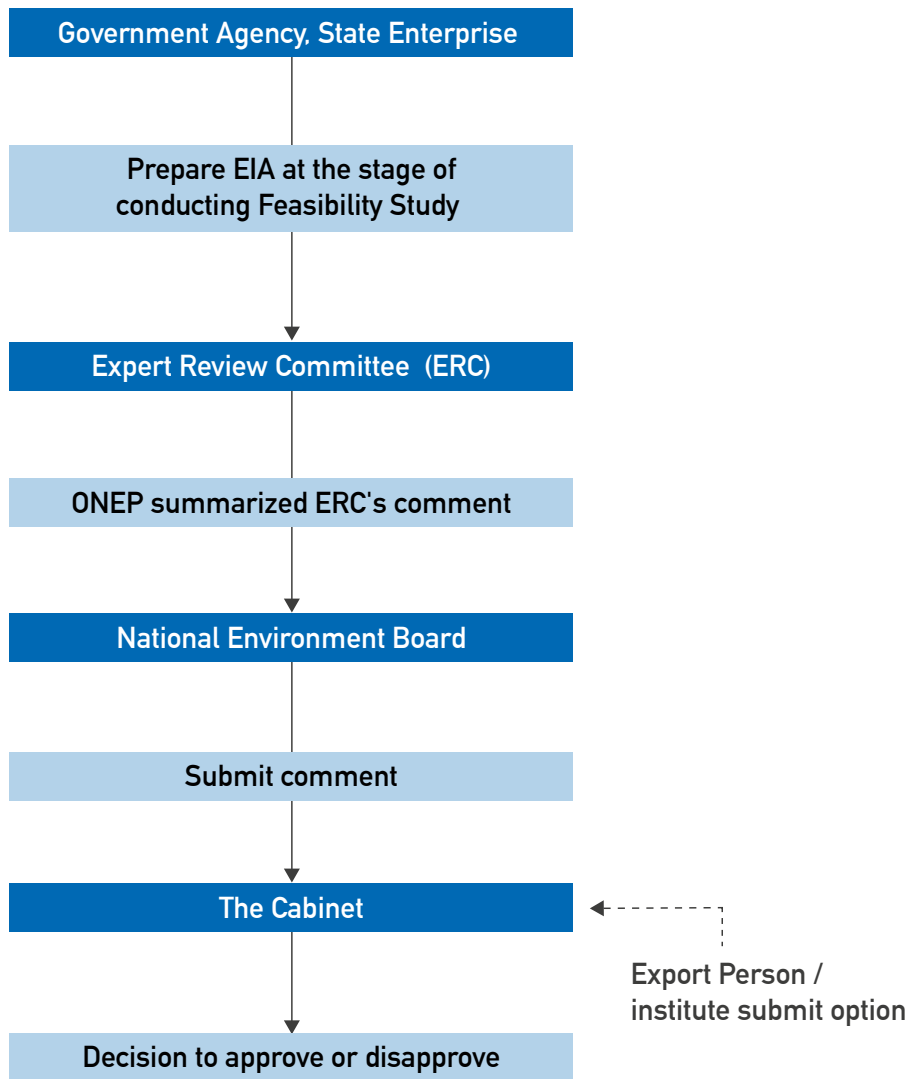 Government Agency, State Enterprise
Prepare EIA at the stage of
conducting Feasibility Study
Expert Review Committee (ERC)
ONEP summarized ERC's comment
National Environment Board
Submit comment
The Cabinet
Export Person /
institute submit option
Decision to approve or disapprove